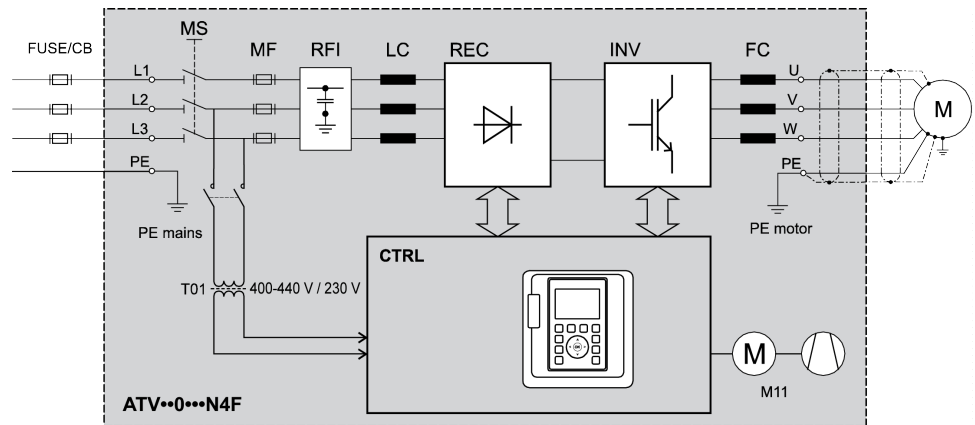 MS
FUSE/CB
MF
RFI
LC
REC
INV
FC
L1
L2
L3
PE
PE mains
U
V
W
PE
PE motor
M
CTRL
T01
400-440 V / 230 V
OK
M
M11
ATV••0•••N4F